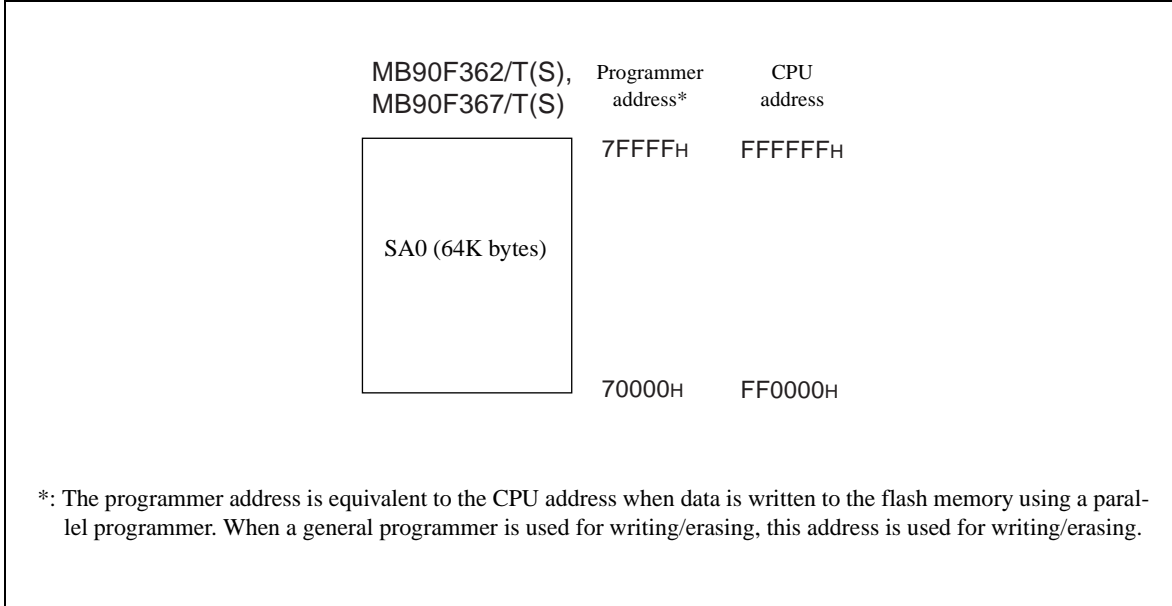 MB90F362/T(S), Programmer CPU
MB90F367/T(S) address* address
7FFFFH FFFFFFH
SA0 (64K bytes)
70000H FF0000H
*: The programmer address is equivalent to the CPU address when data is written to the flash memory using a paral-
lel programmer. When a general programmer is used for writing/erasing, this address is used for writing/erasing.